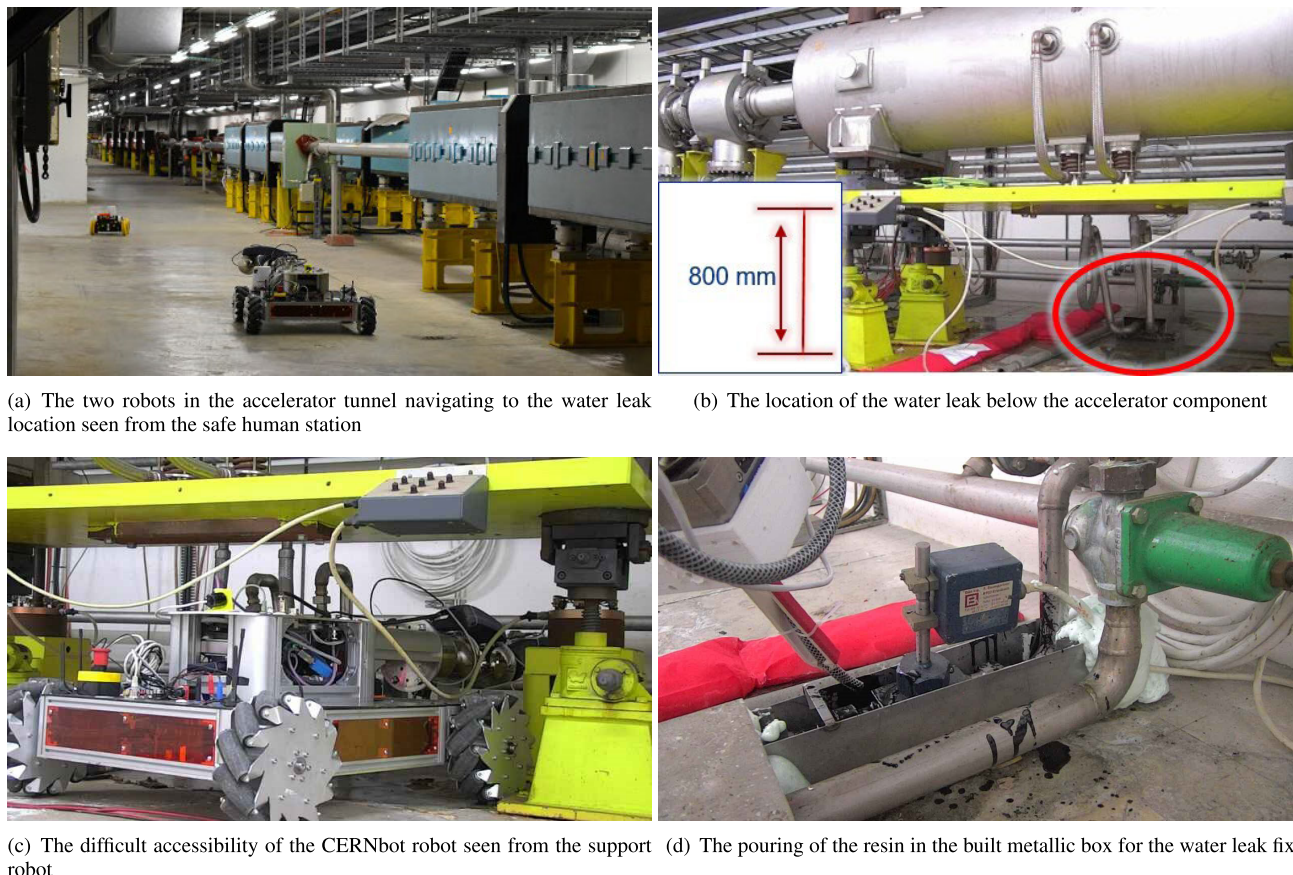 800 mm
(a) The two robots in the accelerator tunnel navigating to the water leak
location seen from the safe human station
(b) The location of the water leak below the accelerator component
(c) The difficult accessibility of the CERNbot robot seen from the support
robot
(d) The pouring of the resin in the built metallic box for the water leak fix